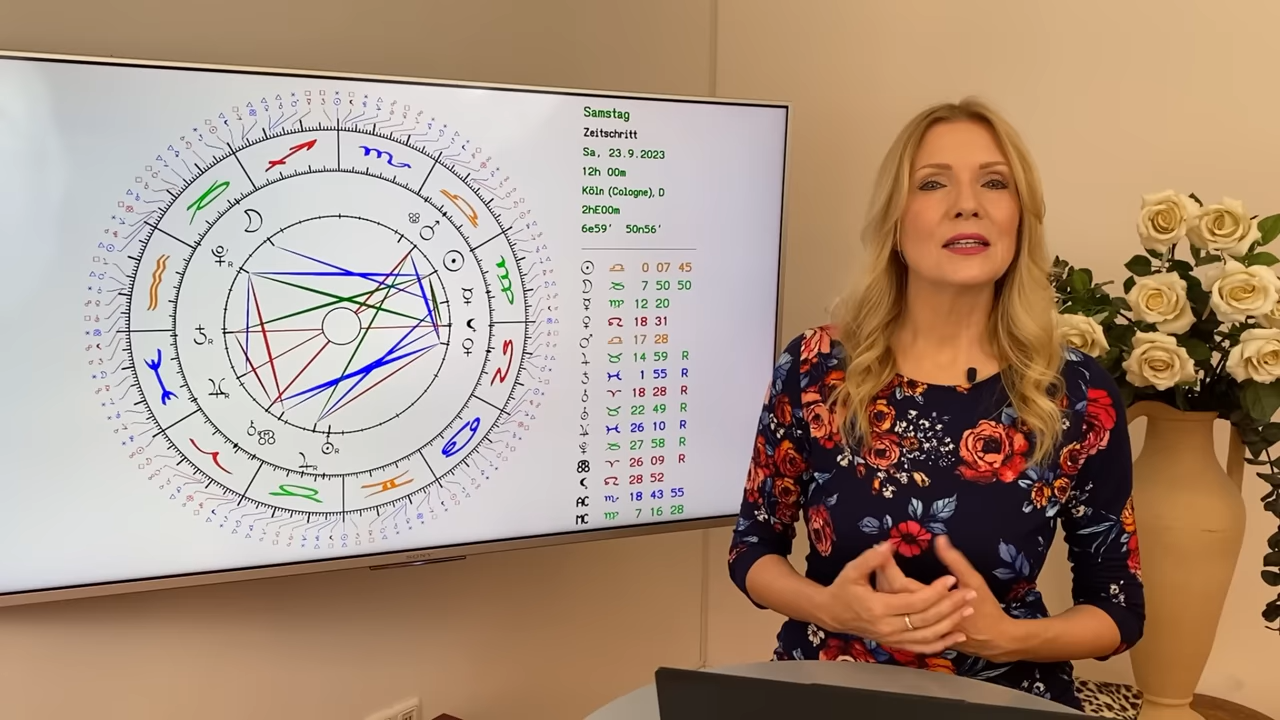 Samstag
Zeitschritt
Sa, 23.9.2023
12h 00m
Köln (Cologne), D
2hE00m
6e59' 50n56'
☉ ♎ 0 07 45
☽ ♑ 7 50 50
☿ ♍ 12 20
♀ ♌ 18 31
♂ ♎ 17 28
♃ ♉ 14 59 R
♄ ♓ 1 55 R
⚷ ♈ 18 28 R
♅ ♉ 22 49 R
♆ ♓ 26 10 R
♇ ♑ 27 58 R
☊ ♈ 26 09 R
⚸ ♌ 28 52
AC ♏ 18 43 55
MC ♍ 7 16 28
SONY